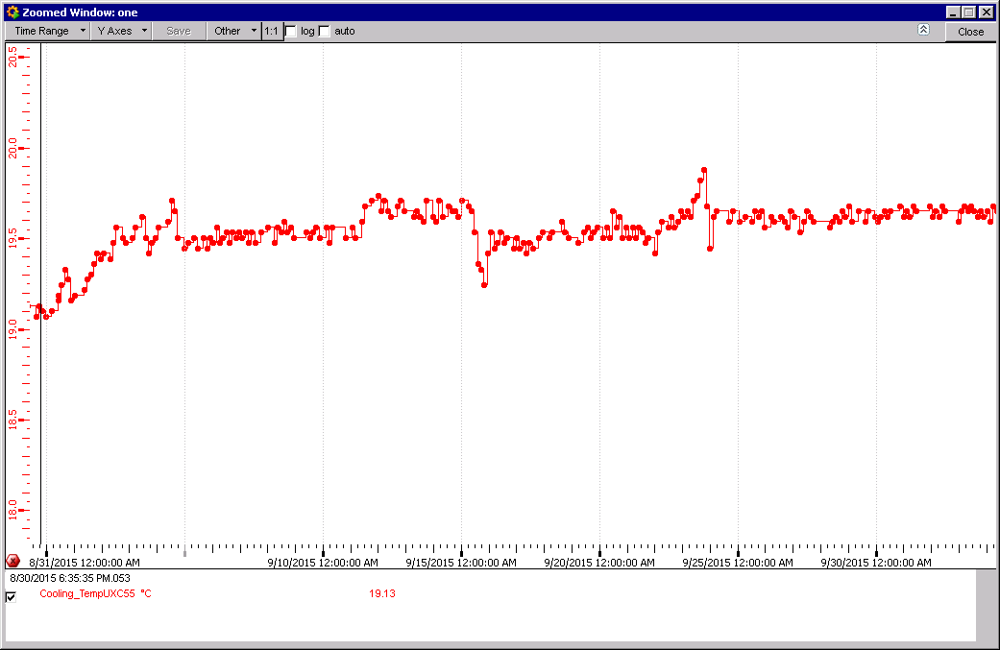 Zoomed Window: one
Time Range Y Axes Save Other 1:1 log auto Close
20.5
20.0
19.5
19.0
18.5
18.0
8/31/2015 12:00:00 AM 9/10/2015 12:00:00 AM 9/15/2015 12:00:00 AM 9/20/2015 12:00:00 AM 9/25/2015 12:00:00 AM 9/30/2015 12:00:00 AM
8/30/2015 6:35:35 PM.053
Cooling_TempUXC55 °C 19.13